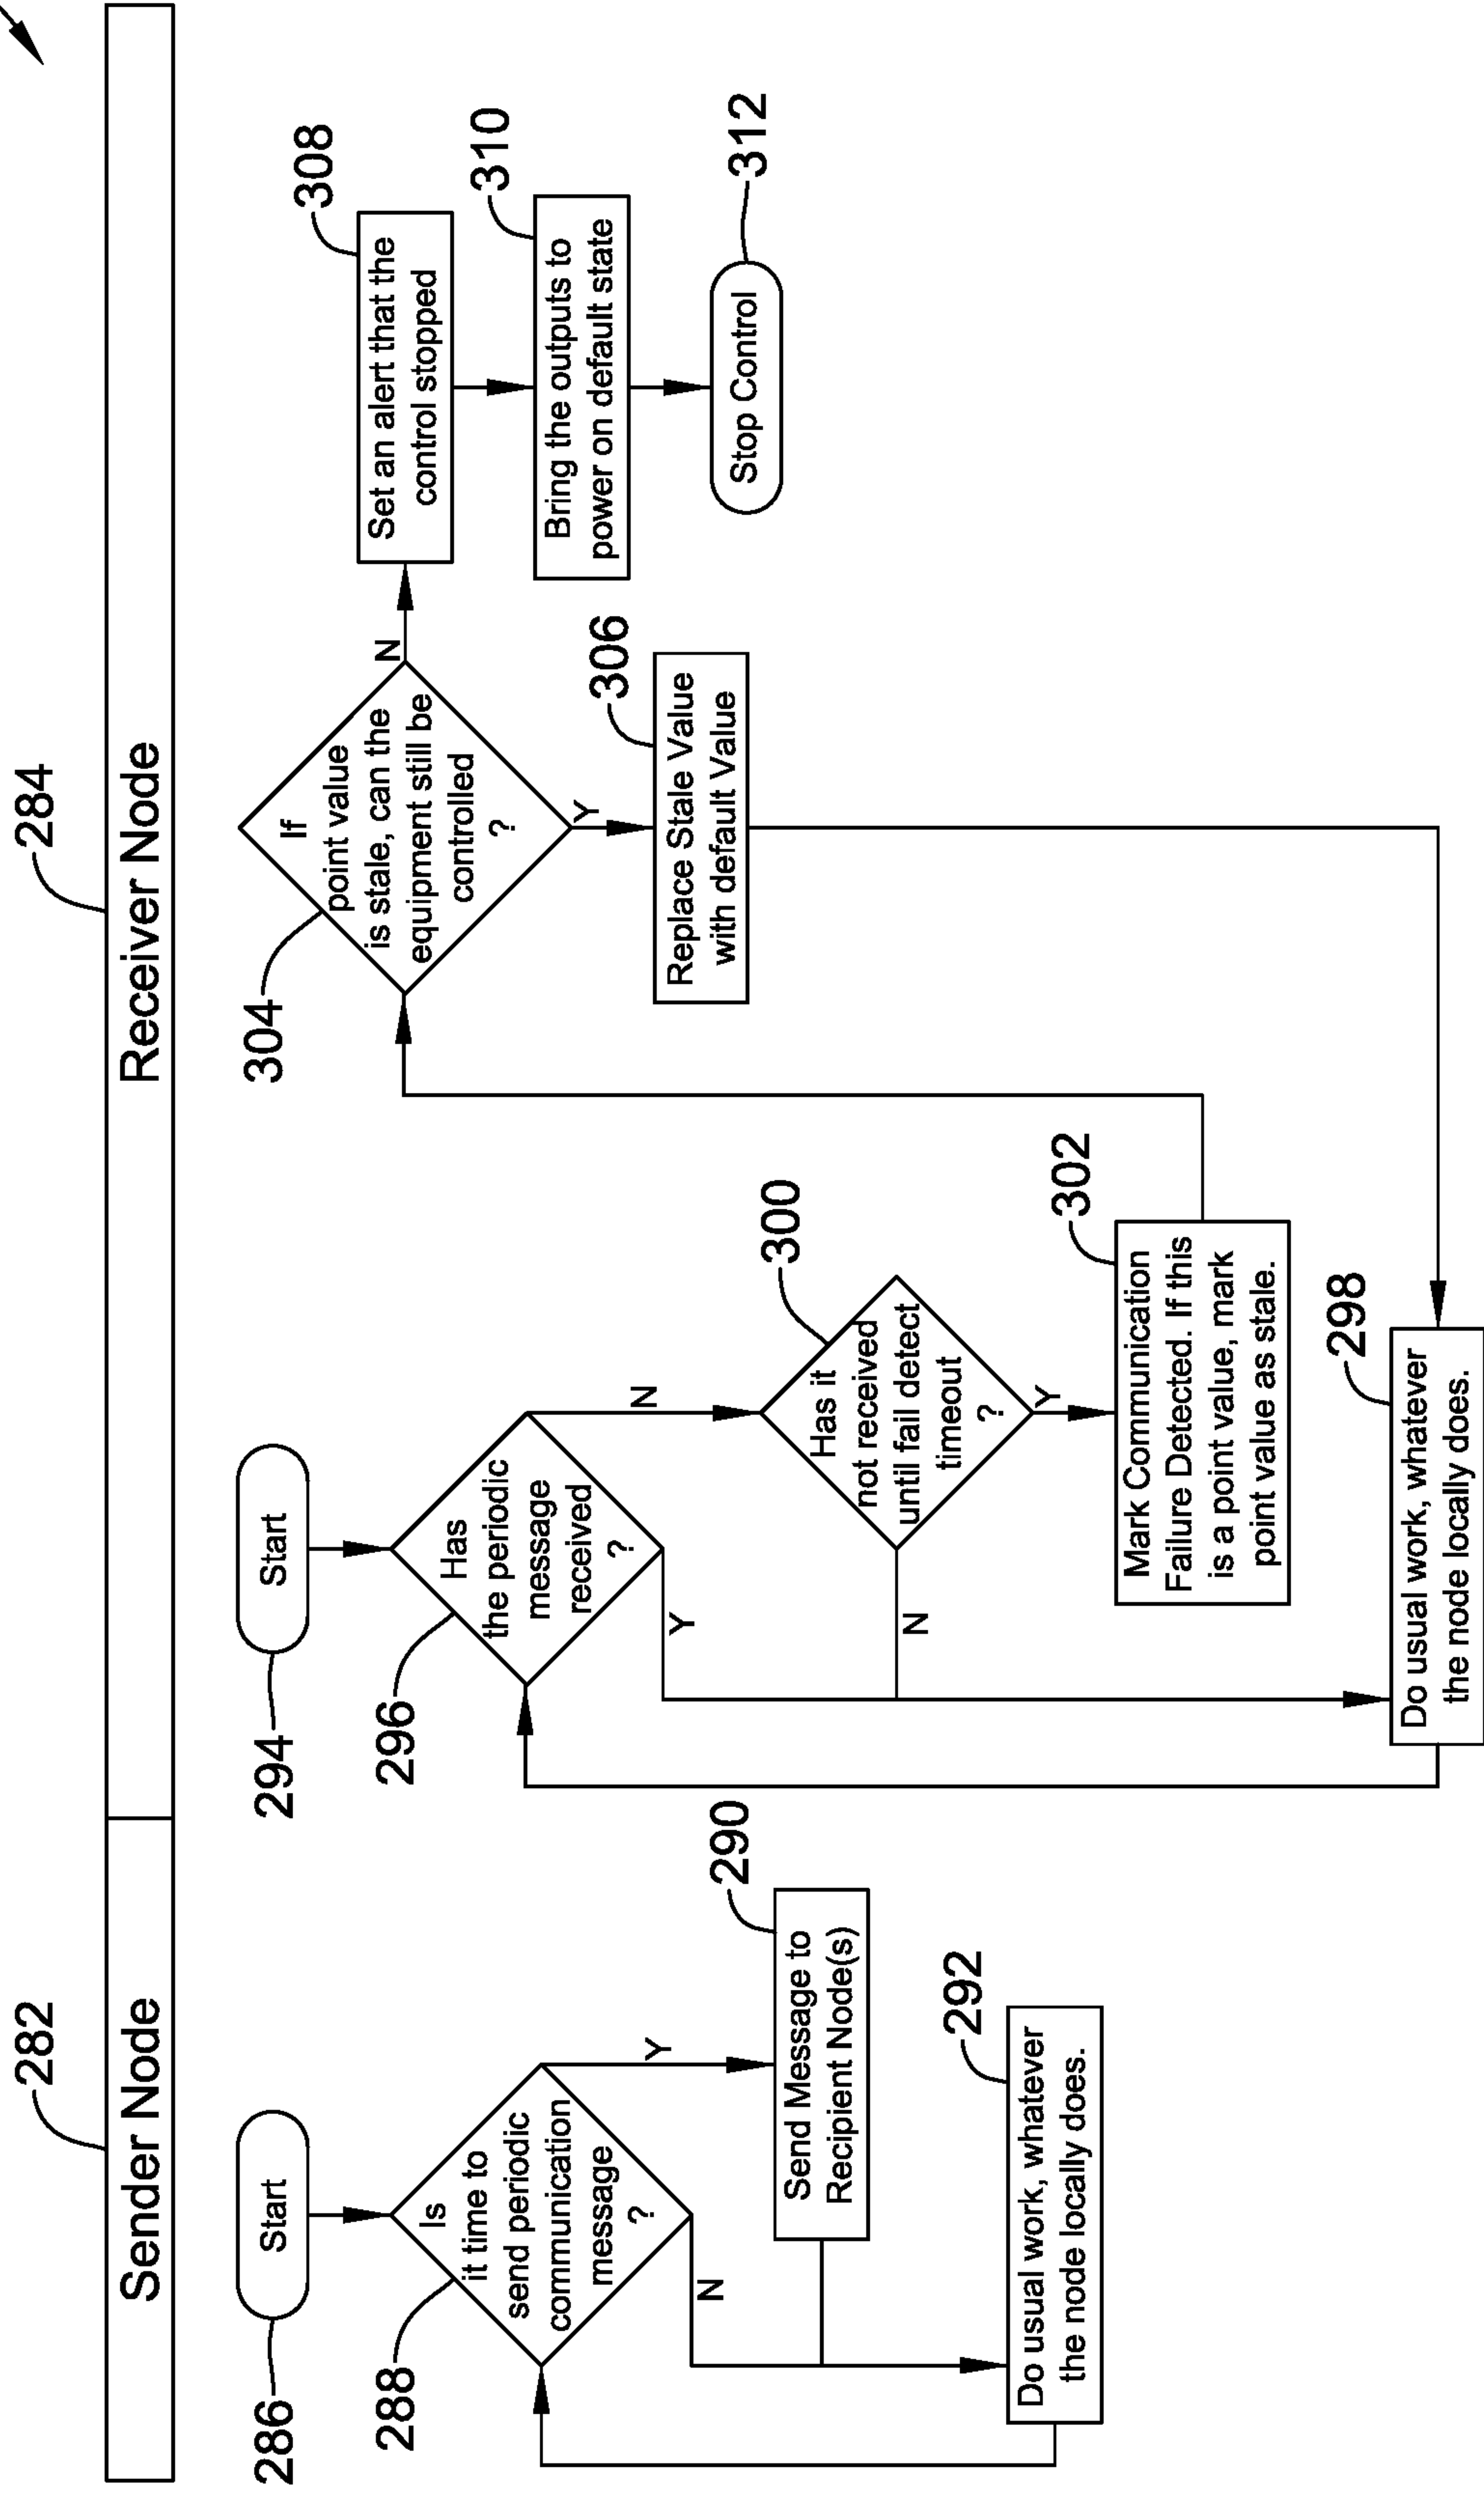 282
284
Sender Node
Receiver Node
286
Start
288
Is
it time to
send periodic
communication
message
?
Y
N
290
Send Message to
Recipient Node(s)
292
Do usual work, whatever
the node locally does.
294
Start
296
Has
the periodic
message
received
?
N
Y
300
Has it
not received
until fail detect
timeout
?
N
Y
302
Mark Communication
Failure Detected. If this
is a point value, mark
point value as stale.
298
Do usual work, whatever
the node locally does.
304
If
point value
is stale, can the
equipment still be
controlled
?
N
Y
306
Replace Stale Value
with default Value
308
Set an alert that the
control stopped
310
Bring the outputs to
power on default state
312
Stop Control